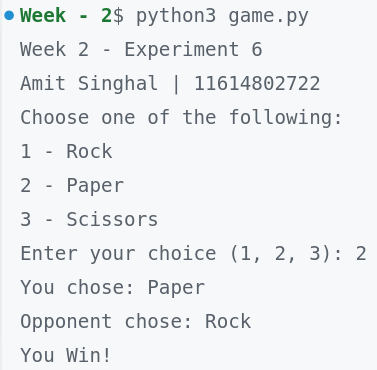 Week - 2$ python3 game.py
Week 2 - Experiment 6
Amit Singhal | 11614802722
Choose one of the following:
1 - Rock
2 - Paper
3 - Scissors
Enter your choice (1, 2, 3): 2
You chose: Paper
Opponent chose: Rock
You Win!